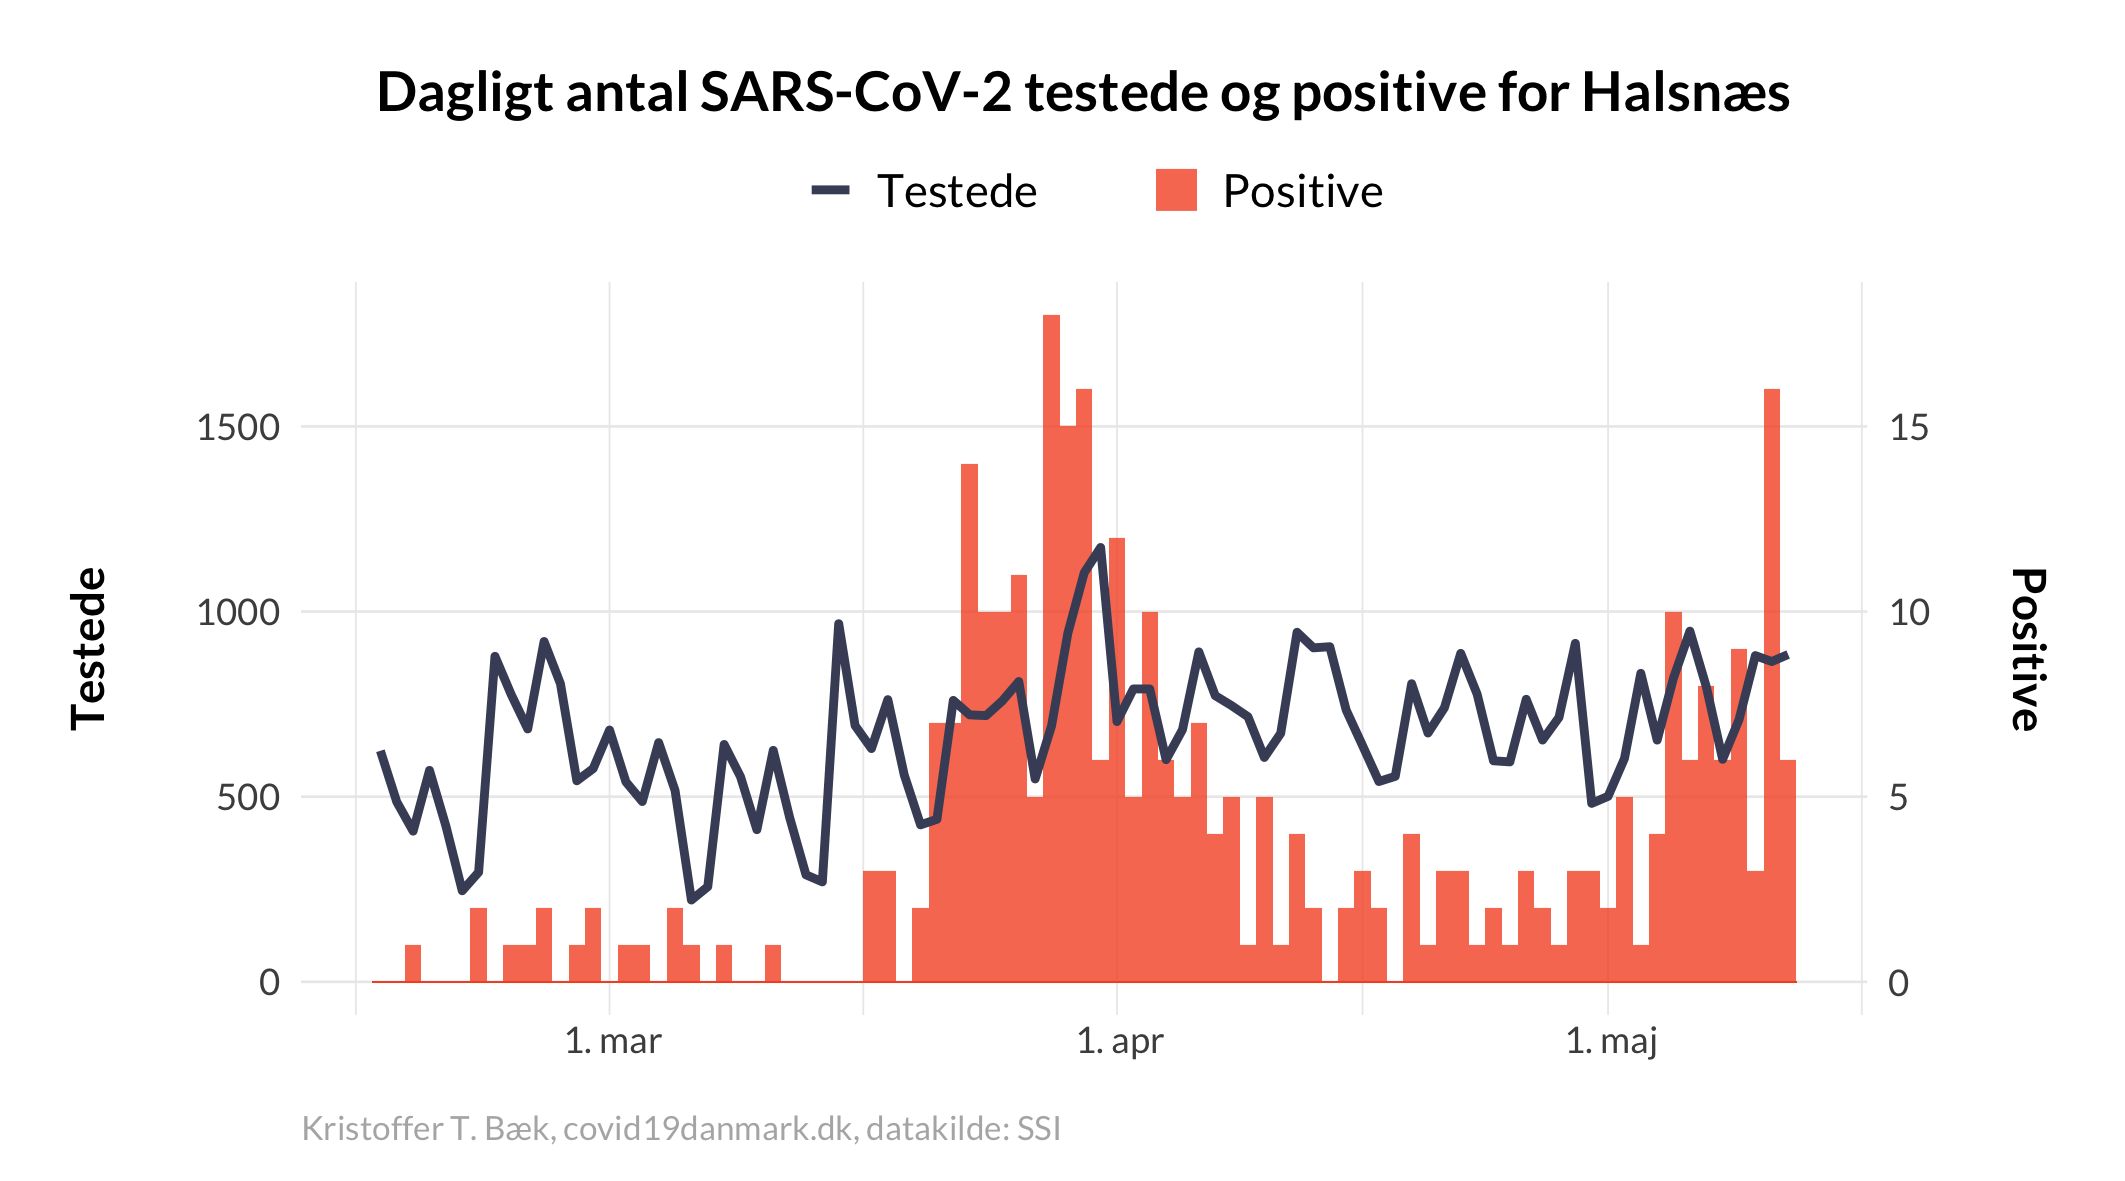 Dagligt antal SARS-CoV-2 testede og positive for Halsnæs
Testede
Positive
1500
1000
500
0
Testede
15
10
5
0
Positive
1. mar
1. apr
1. maj
Kristoffer T. Bæk, covid19danmark.dk, datakilde: SSI